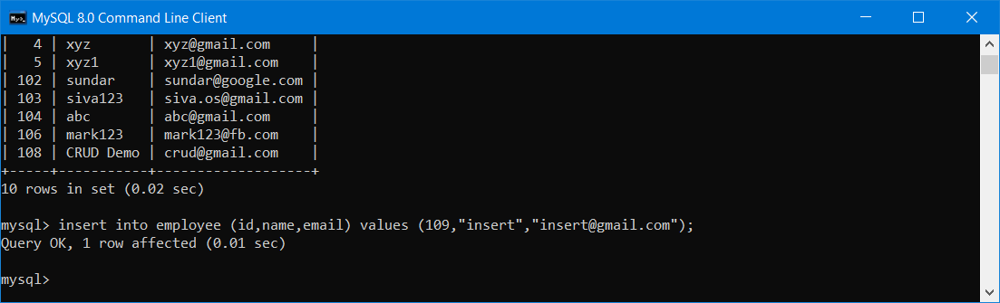 MySQL 8.0 Command Line Client
|   4 | xyz       | xyz@gmail.com     |
|   5 | xyz1      | xyz1@gmail.com    |
| 102 | sundar    | sundar@google.com |
| 103 | siva123   | siva.os@gmail.com |
| 104 | abc       | abc@gmail.com     |
| 106 | mark123   | mark123@fb.com    |
| 108 | CRUD Demo | crud@gmail.com    |
+-----+-----------+-------------------+
10 rows in set (0.02 sec)
mysql> insert into employee (id,name,email) values (109,"insert","insert@gmail.com");
Query OK, 1 row affected (0.01 sec)
mysql>